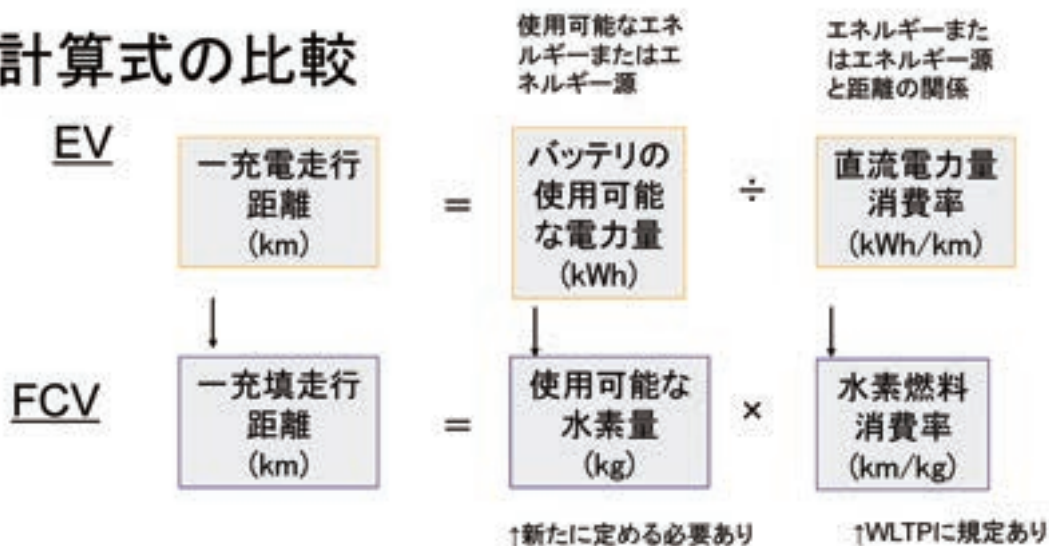 計算式の比較
使用可能なエネ
ルギーまたはエ
ネルギー源
エネルギーまた
はエネルギー源
と距離の関係
EV
一充電走行
距離
(km)
=
バッテリの
使用可能
な電力量
(kWh)
÷
直流電力量
消費率
(kWh/km)
FCV
一充填走行
距離
(km)
=
使用可能な
水素量
(kg)
×
水素燃料
消費率
(km/kg)
↑新たに定める必要あり
↑WLTPに規定あり